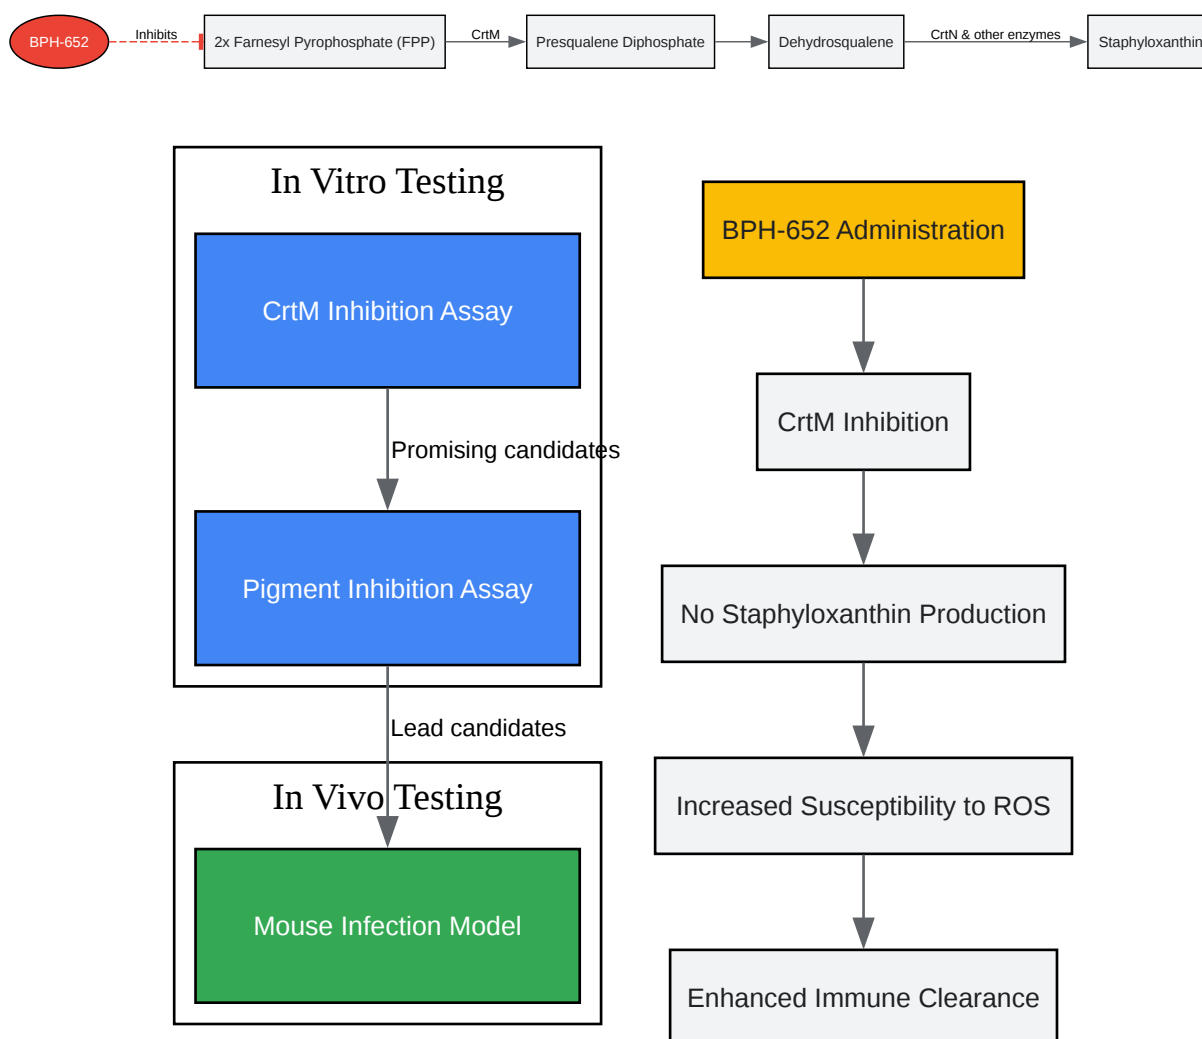 BPH-652
Inhibits
2x Farnesyl Pyrophosphate (FPP)
CrtM
Presqualene Diphosphate
Dehydrosqualene
CrtN & other enzymes
Staphyloxanthin
In Vitro Testing
CrtM Inhibition Assay
Promising candidates
Pigment Inhibition Assay
Lead candidates
In Vivo Testing
Mouse Infection Model
BPH-652 Administration
CrtM Inhibition
No Staphyloxanthin Production
Increased Susceptibility to ROS
Enhanced Immune Clearance